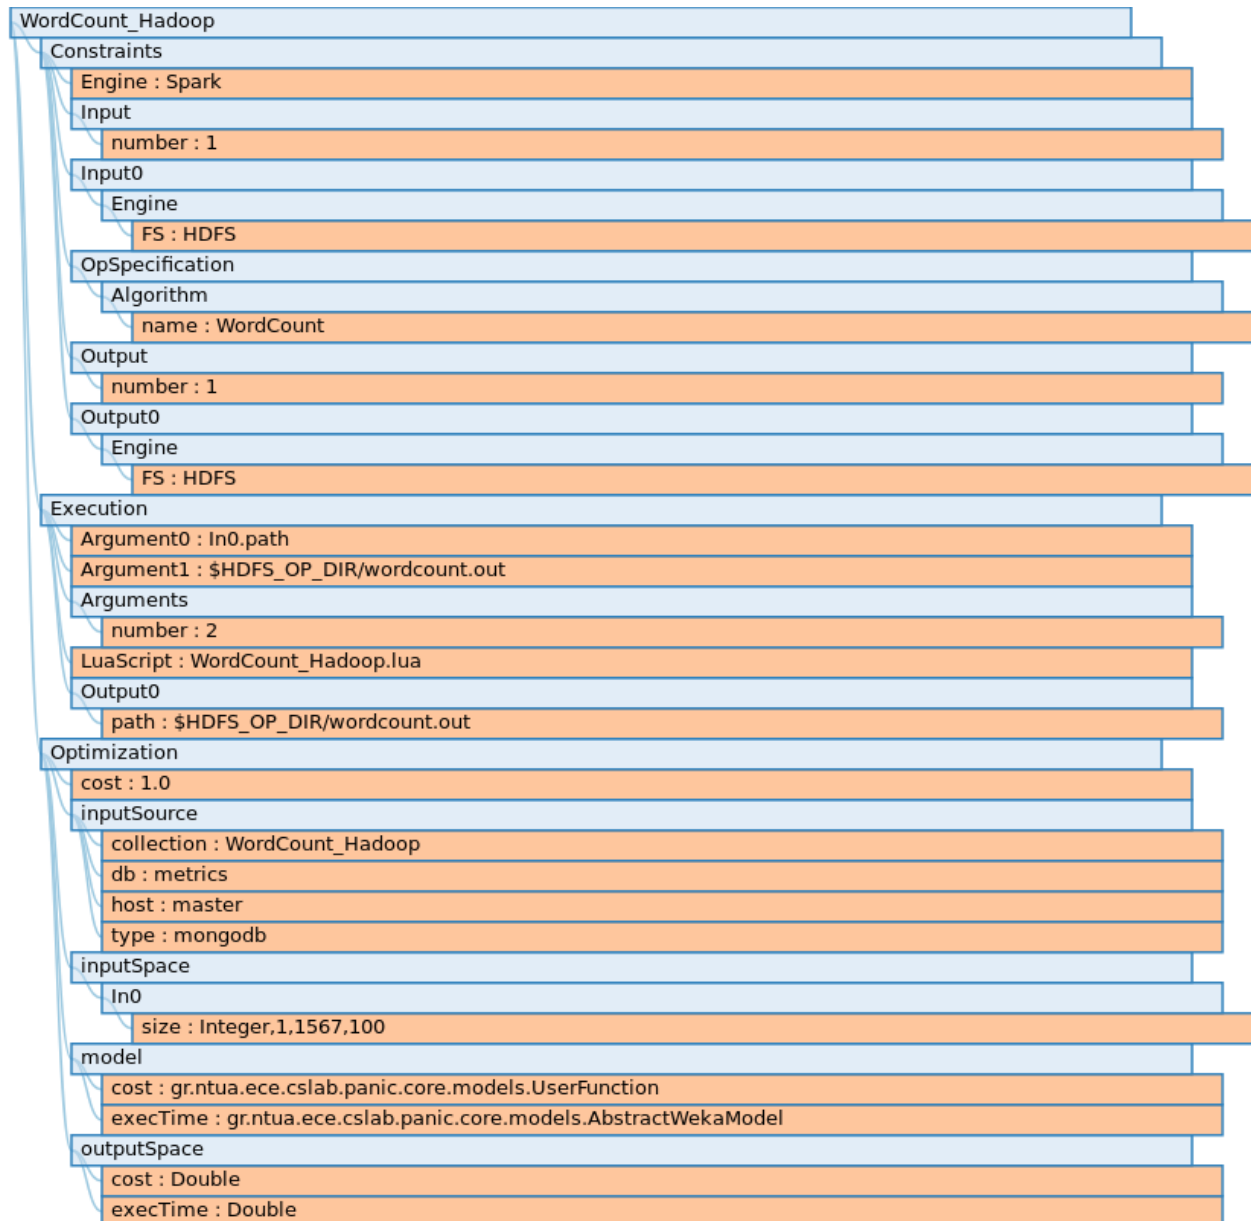 WordCount_Hadoop
Constraints
Engine : Spark
Input
number : 1
Input0
Engine
FS : HDFS
OpSpecification
Algorithm
name : WordCount
Output
number : 1
Output0
Engine
FS : HDFS
Execution
Argument0 : In0.path
Argument1 : $HDFS_OP_DIR/wordcount.out
Arguments
number : 2
LuaScript : WordCount_Hadoop.lua
Output0
path : $HDFS_OP_DIR/wordcount.out
Optimization
cost : 1.0
inputSource
collection : WordCount_Hadoop
db : metrics
host : master
type : mongodb
inputSpace
In0
size : Integer,1,1567,100
model
cost : gr.ntua.ece.cslab.panic.core.models.UserFunction
execTime : gr.ntua.ece.cslab.panic.core.models.AbstractWekaModel
outputSpace
cost : Double
execTime : Double